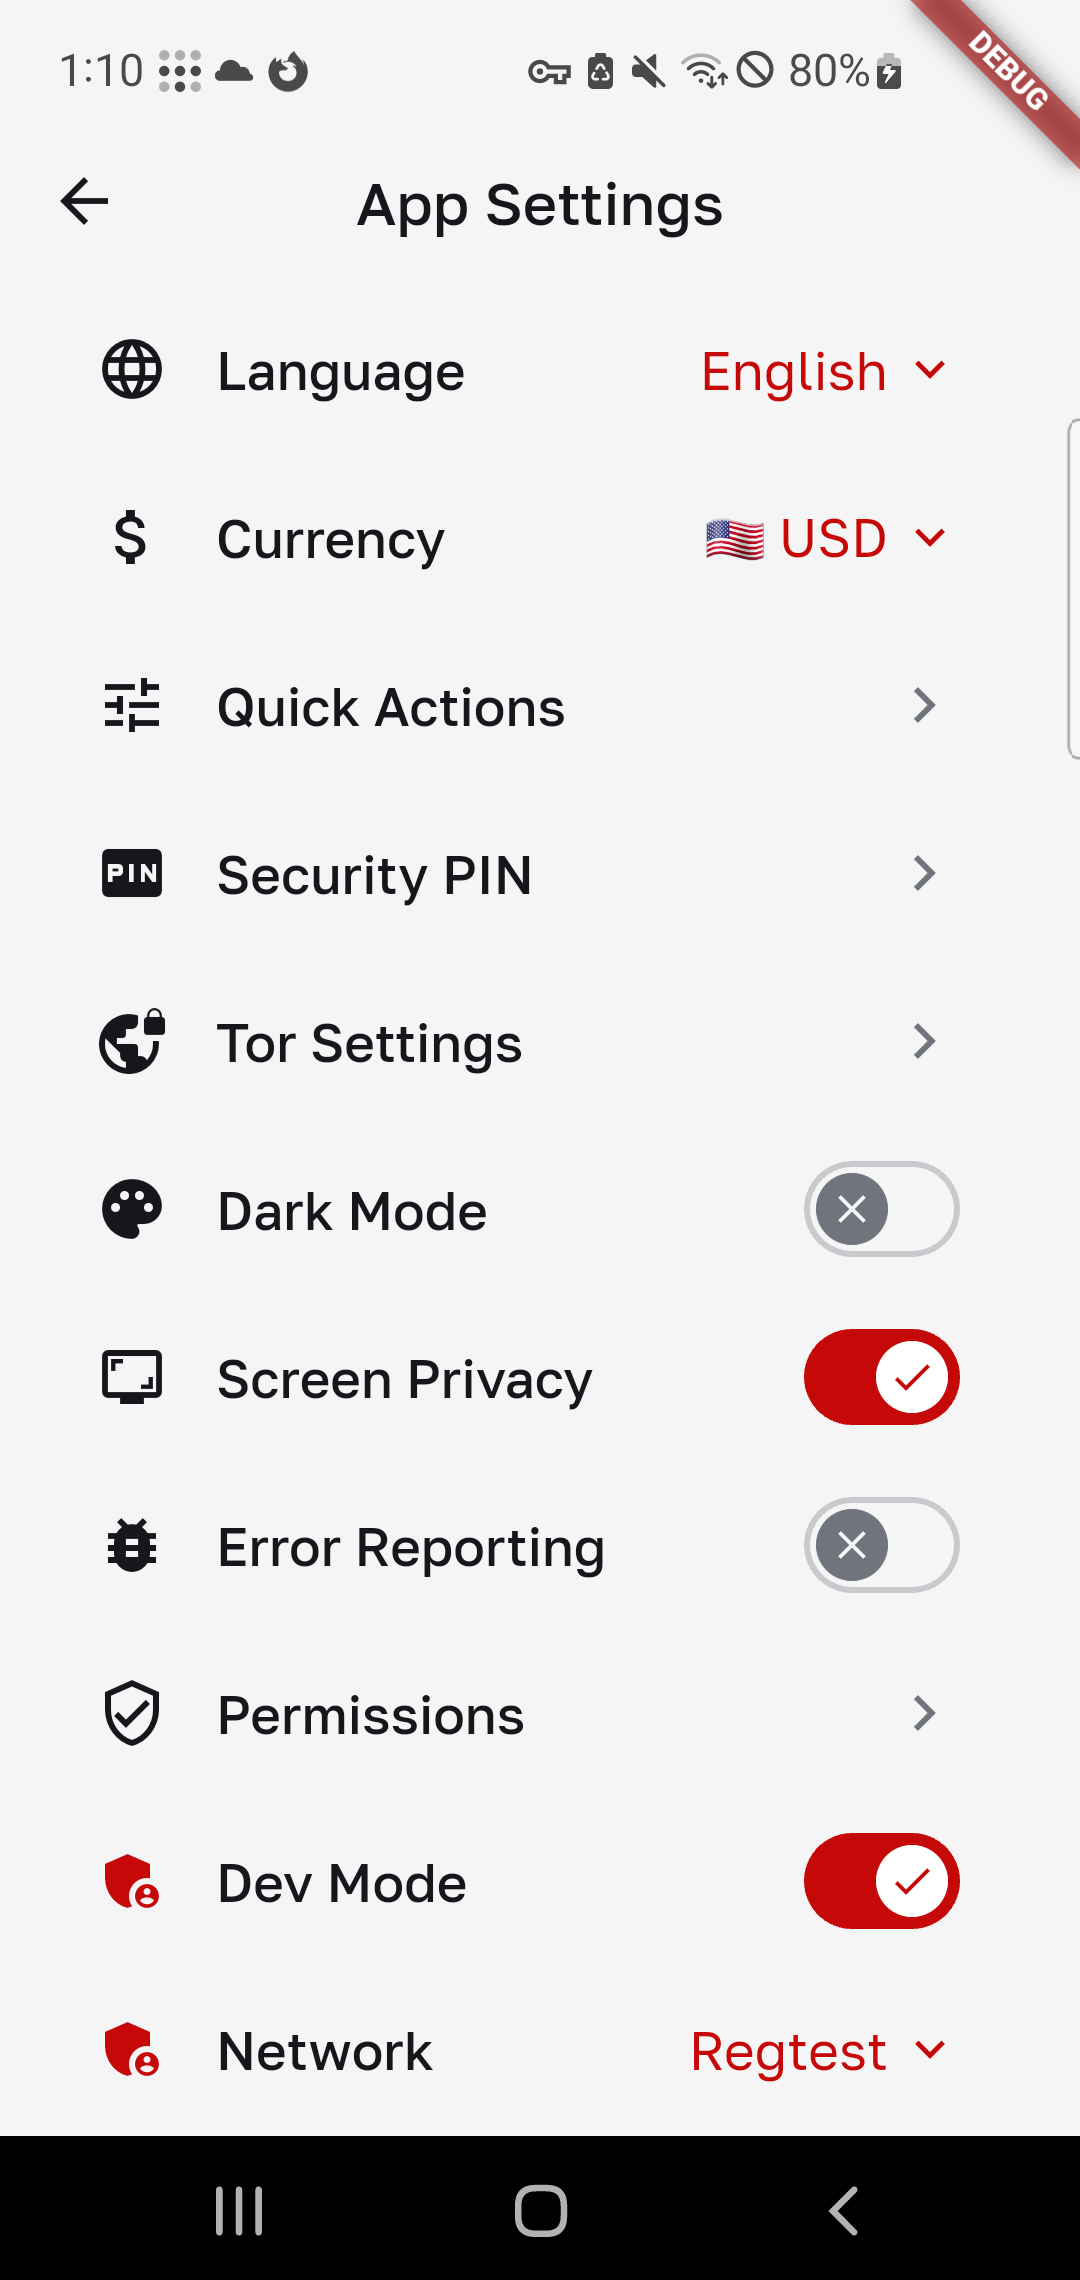 1:10
80%
DEBUG
App Settings
Language English
Currency USD
Quick Actions
PIN Security PIN
Tor Settings
Dark Mode
Screen Privacy
Error Reporting
Permissions
Dev Mode
Network Regtest